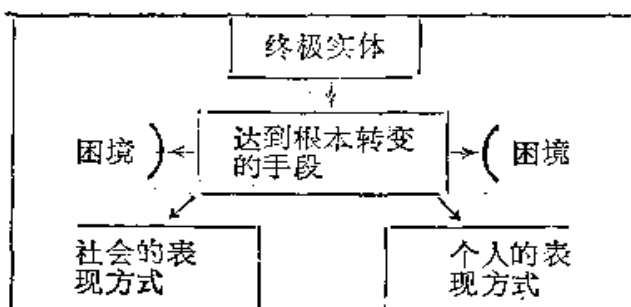 终极实体
达到根本转变
的手段
困境
困境
社会的表
现方式
个人的表
现方式